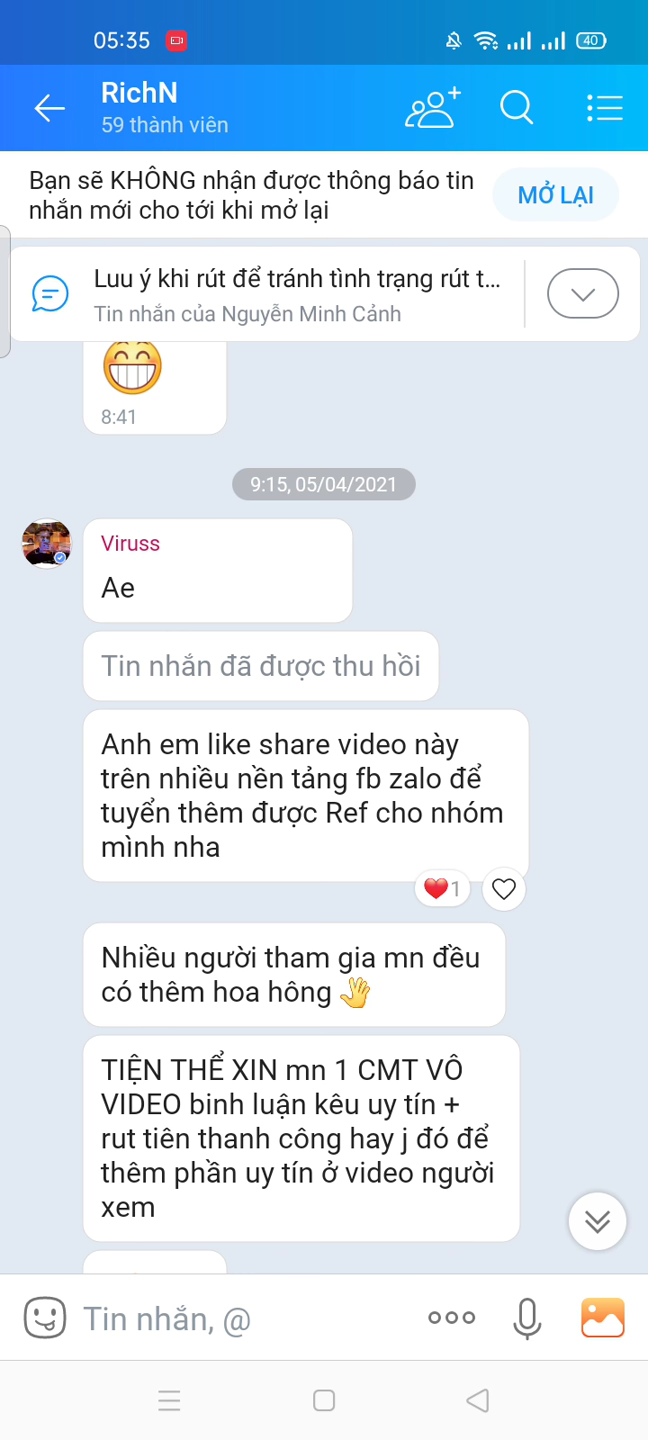 05:35
40
RichN
59 thành viên
Bạn sẽ KHÔNG nhận được thông báo tin
nhắn mới cho tới khi mở lại
MỞ LẠI
Luu ý khi rút để tránh tình trạng rút t...
Tin nhắn của Nguyễn Minh Cảnh
8:41
9:15, 05/04/2021
Viruss
Ae
Tin nhắn đã được thu hồi
Anh em like share video này
trên nhiều nền tảng fb zalo để
tuyển thêm được Ref cho nhóm
mình nha
1
Nhiều người tham gia mn đều
có thêm hoa hông
TIỆN THỂ XIN mn 1 CMT VÔ
VIDEO binh luận kêu uy tín +
rut tiên thanh công hay j đó để
thêm phần uy tín ở video người
xem
Tin nhắn, @